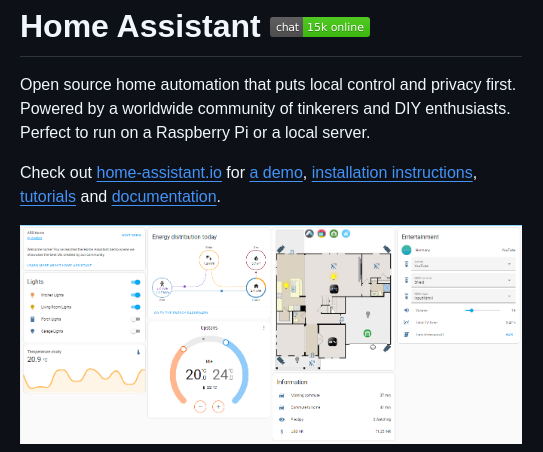 Home Assistant
chat 15k online
Open source home automation that puts local control and privacy first.
Powered by a worldwide community of tinkerers and DIY enthusiasts.
Perfect to run on a Raspberry Pi or a local server.
Check out home-assistant.io for a demo, installation instructions,
tutorials and documentation.
Energy distribution today
Entertainment
YouTube
Lights
Kitchen Lights
Living Room Lights
Porch Lights
Garage Lights
Upstairs
20
24
Temperature study
20.9 °C
Information